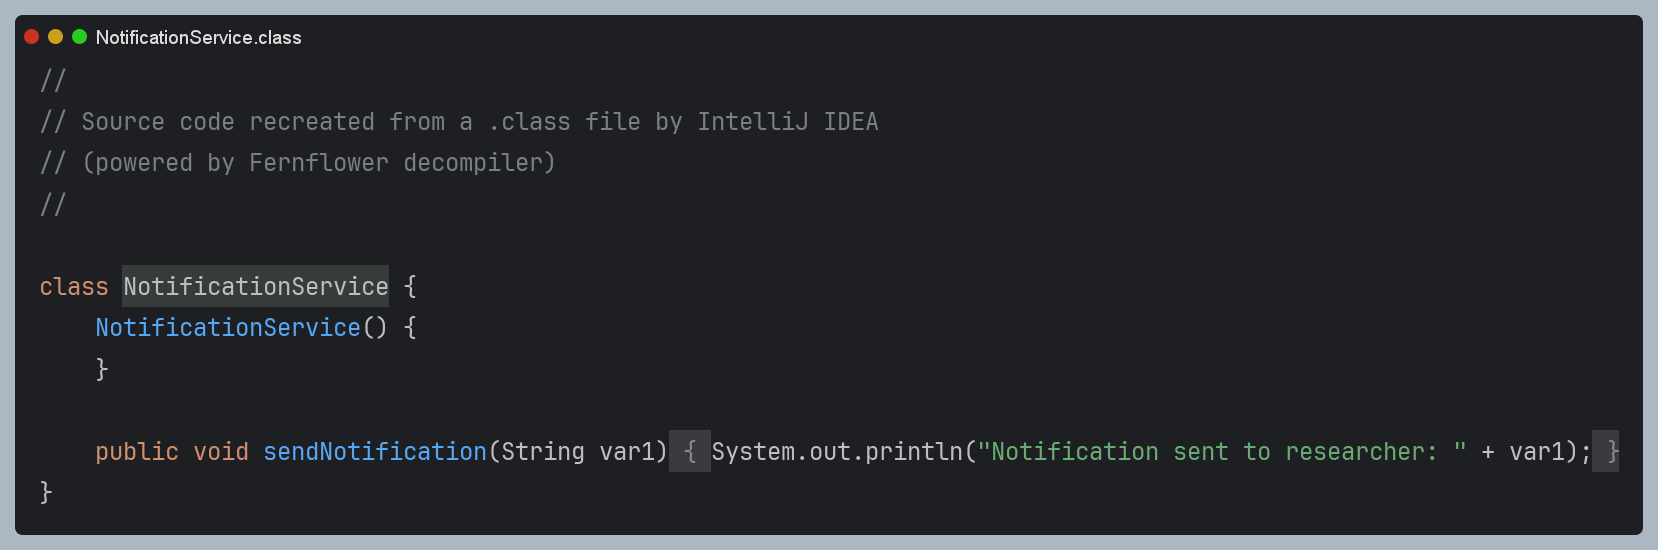 NotificationService.class
//
// Source code recreated from a .class file by IntelliJ IDEA
// (powered by Fernflower decompiler)
//
class NotificationService {
    NotificationService() {
    }
    public void sendNotification(String var1) { System.out.println("Notification sent to researcher: " + var1); }
}